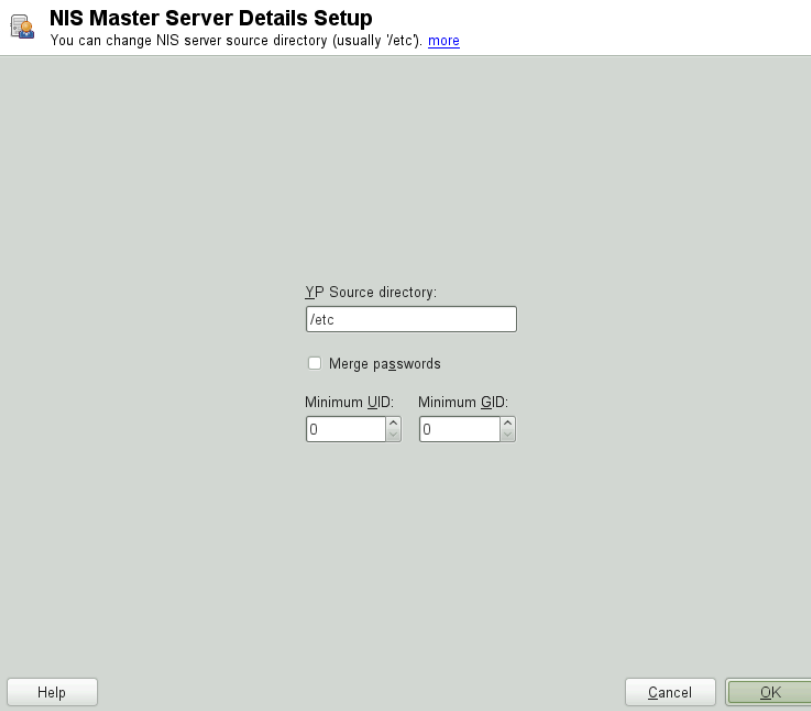 NIS Master Server Details Setup
You can change NIS server source directory (usually '/etc'). more
YP Source directory:
/etc
Merge passwords
Minimum UID: Minimum GID:
0 0
Help Cancel OK